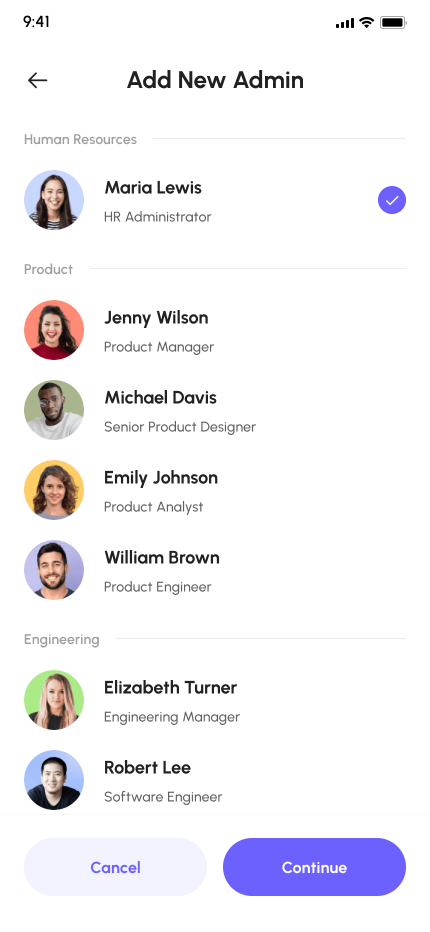 9:41
Add New Admin
Human Resources
Maria Lewis
HR Administrator
Product
Jenny Wilson
Product Manager
Michael Davis
Senior Product Designer
Emily Johnson
Product Analyst
William Brown
Product Engineer
Engineering
Elizabeth Turner
Engineering Manager
Robert Lee
Software Engineer
Cancel
Continue